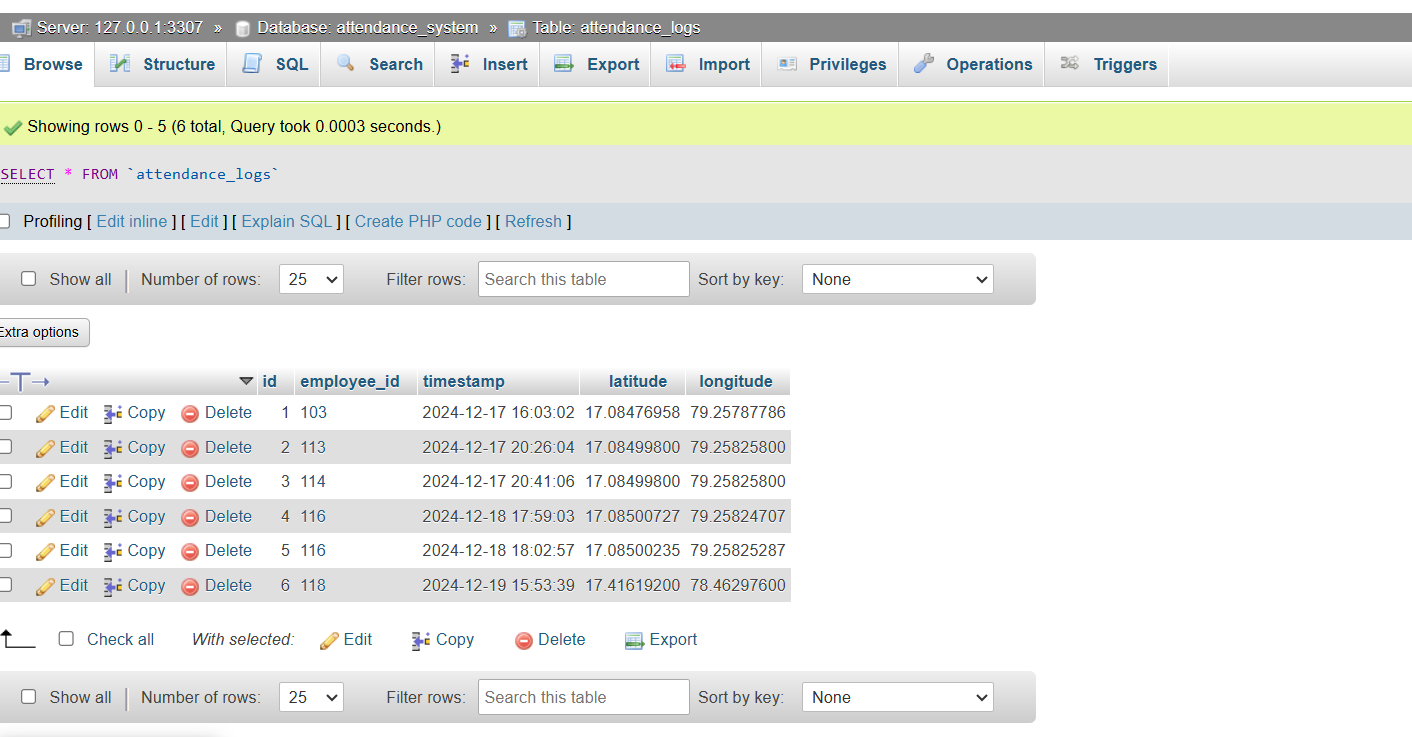 Server: 127.0.0.1:3307 » Database: attendance_system » Table: attendance_logs
Browse Structure SQL Search Insert Export Import Privileges Operations Triggers
Showing rows 0 - 5 (6 total, Query took 0.0003 seconds.)
SELECT * FROM `attendance_logs`
Profiling [ Edit inline ] [ Edit ] [ Explain SQL ] [ Create PHP code ] [ Refresh ]
Show all Number of rows: 25 Filter rows: Search this table Sort by key: None
Extra options
id employee_id timestamp latitude longitude
Edit Copy Delete 1 103 2024-12-17 16:03:02 17.08476958 79.25787786
Edit Copy Delete 2 113 2024-12-17 20:26:04 17.08499800 79.25825800
Edit Copy Delete 3 114 2024-12-17 20:41:06 17.08499800 79.25825800
Edit Copy Delete 4 116 2024-12-18 17:59:03 17.08500727 79.25824707
Edit Copy Delete 5 116 2024-12-18 18:02:57 17.08500235 79.25825287
Edit Copy Delete 6 118 2024-12-19 15:53:39 17.41619200 78.46297600
Check all With selected: Edit Copy Delete Export
Show all Number of rows: 25 Filter rows: Search this table Sort by key: None